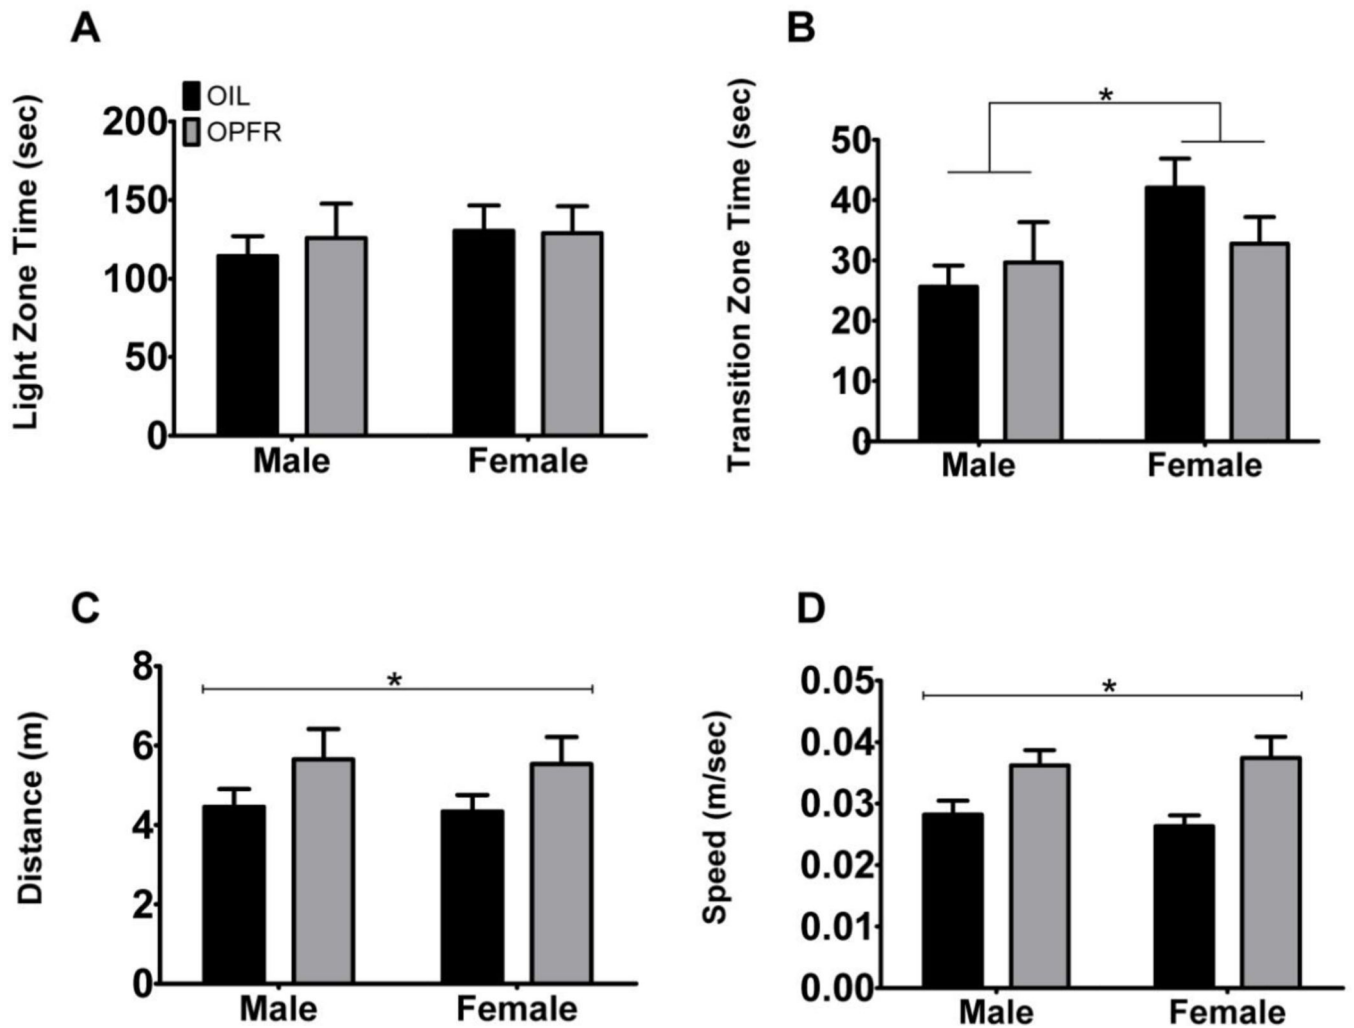 A
Light Zone Time (sec)
OIL
OPFR
200
150
100
50
0
Male Female
B
Transition Zone Time (sec)
*
50
40
30
20
10
0
Male Female
C
Distance (m)
*
8
6
4
2
0
Male Female
D
Speed (m/sec)
*
0.05
0.04
0.03
0.02
0.01
0.00
Male Female